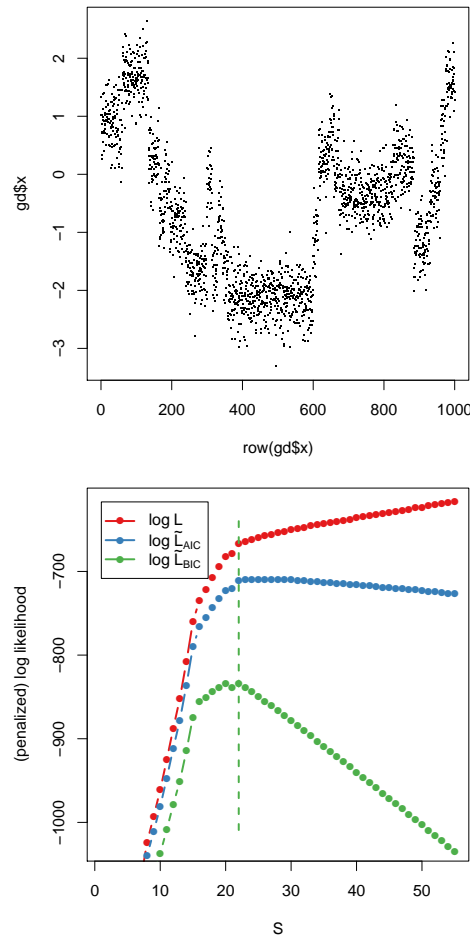 gd$x
2
1
0
-1
-2
-3
0 200 400 600 800 1000
row(gd$x)
(penalized) log likelihood
log L
log L̃AIC
log L̃BIC
-700
-800
-900
-1000
0 10 20 30 40 50
S